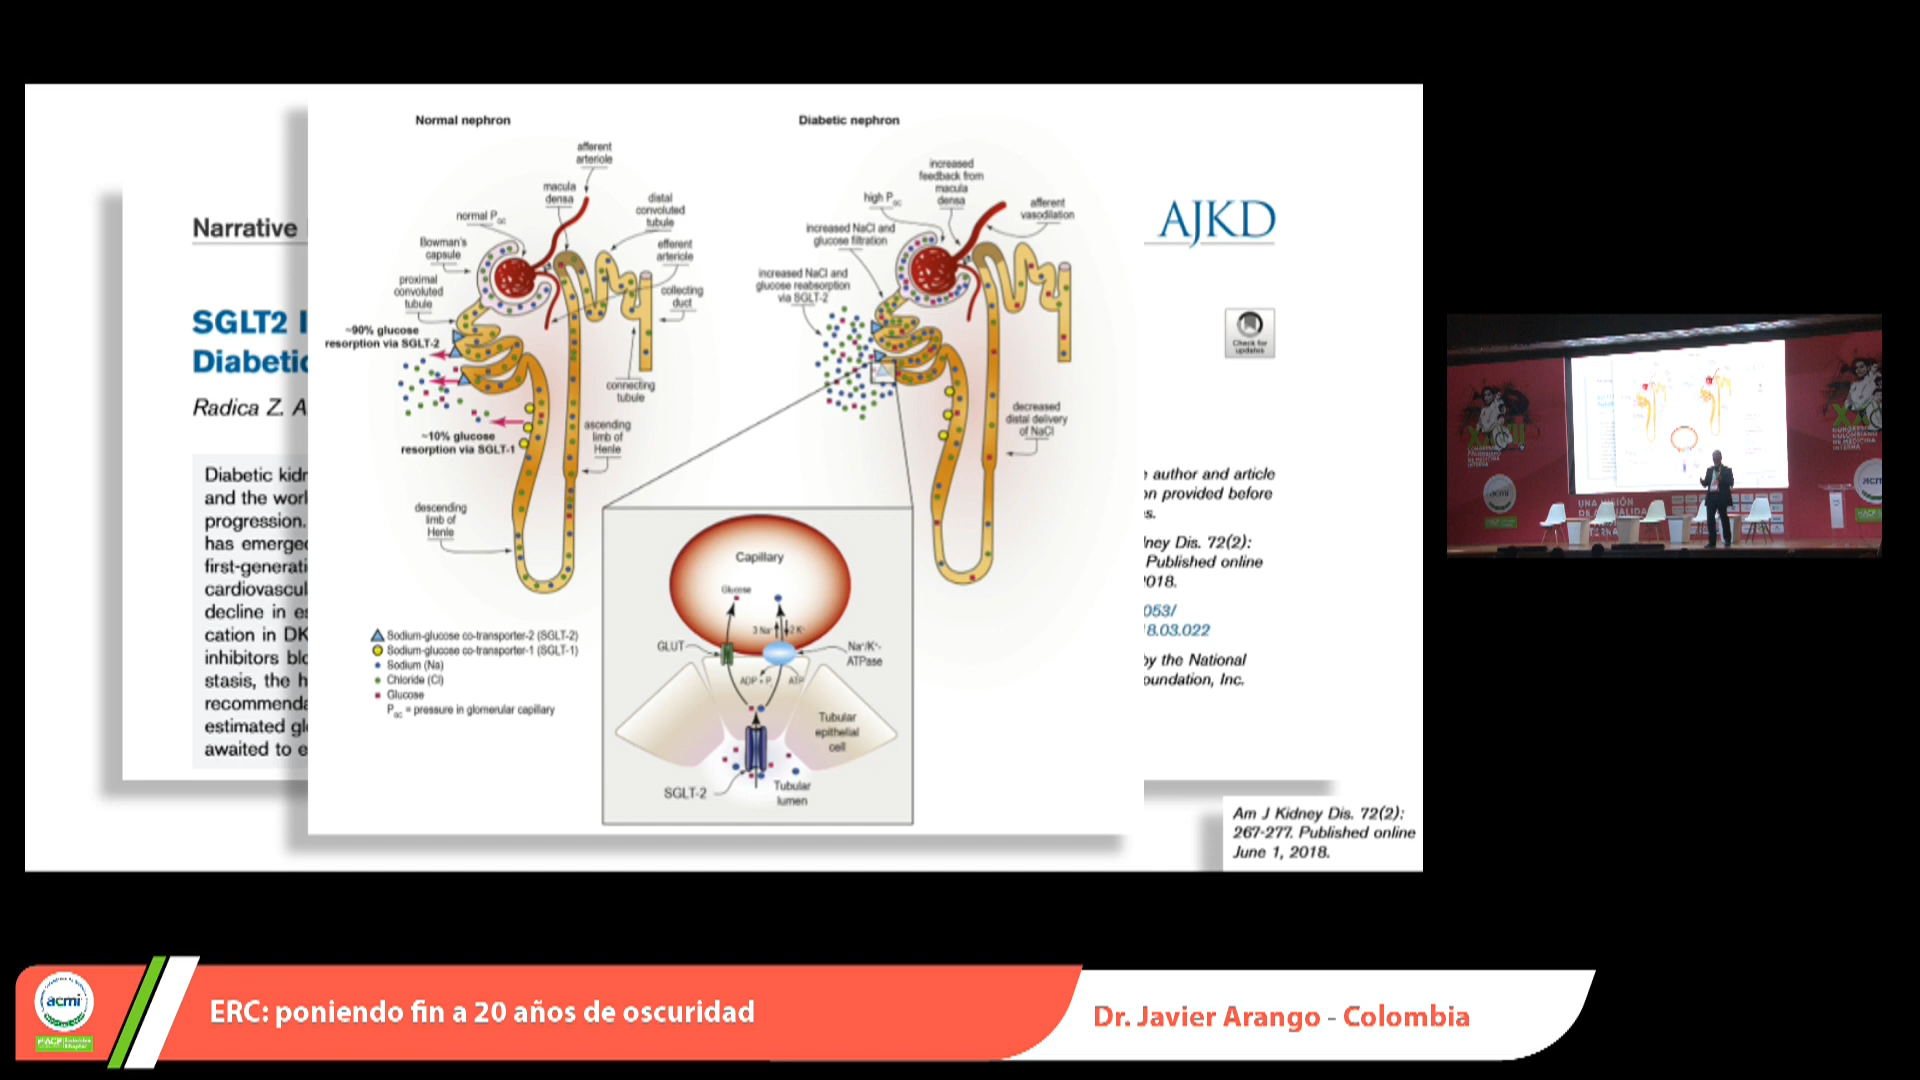 Narrative
SGLT2 I
Diabetic
Radica Z. A
Diabetic kidr
and the worl
progression.
has emerged
first-generati
cardiovascul
decline in es
cation in DK
inhibitors blo
stasis, the h
recommenda
estimated gl
awaited to e
Normal nephron
afferent
arteriole
macula
densa
distal
convoluted
tubule
normal PGC
Bowman's
capsule
efferent
arteriole
proximal
convoluted
tubule
collecting
duct
~90% glucose
resorption via SGLT-2
connecting
tubule
~10% glucose
resorption via SGLT-1
ascending
limb of
Henle
descending
limb of
Henle
Sodium-glucose co-transporter-2 (SGLT-2)
Sodium-glucose co-transporter-1 (SGLT-1)
Sodium (Na)
Chloride (Cl)
Glucose
PGC = pressure in glomerular capillary
Diabetic nephron
increased
feedback from
macula
densa
high PGC
afferent
vasodilation
increased NaCl and
glucose filtration
increased NaCl and
glucose reabsorption
via SGLT-2
decreased
distal delivery
of NaCl
Capillary
Glucose
3 Na+
2 K+
GLUT
Na+/K+-
ATPase
ADP + Pi
ATP
Tubular
epithelial
cell
SGLT-2
Tubular
lumen
AJKD
Check for
updates
author and article
n provided before
s.
ney Dis. 72(2):
Published online
018.
053/
8.03.022
by the National
oundation, Inc.
Am J Kidney Dis. 72(2):
267-277. Published online
June 1, 2018.
UNA VISIÓN
acmi
ERC: poniendo fin a 20 años de oscuridad
Dr. Javier Arango - Colombia